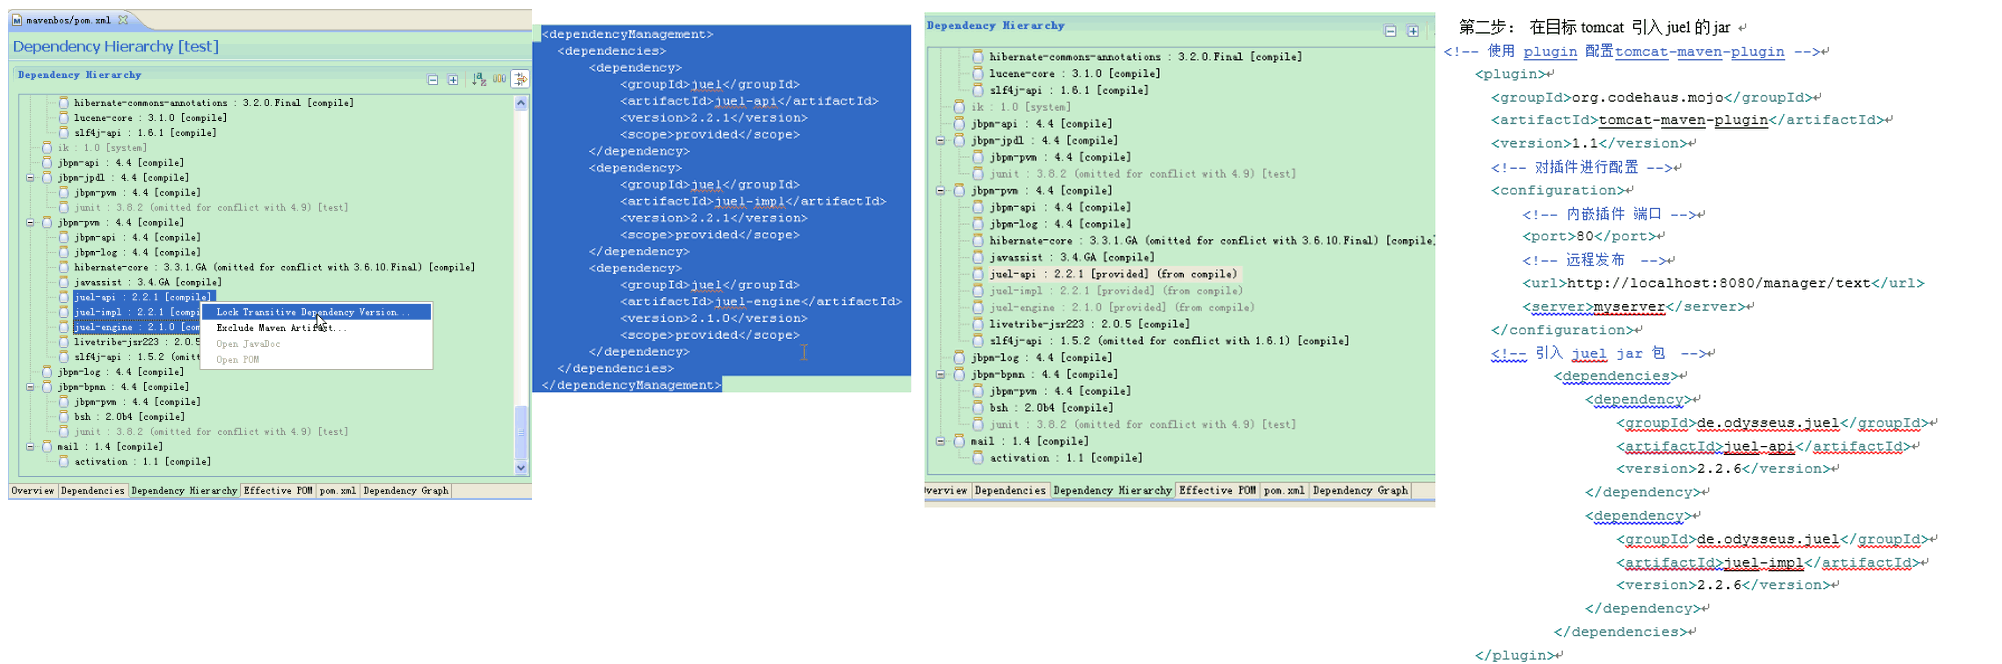 mavenbos/pom.xml
Dependency Hierarchy [test]
Dependency Hierarchy
hibernate-commons-annotations : 3.2.0.Final [compile]
lucene-core : 3.1.0 [compile]
slf4j-api : 1.6.1 [compile]
ik : 1.0 [system]
jbpm-api : 4.4 [compile]
jbpm-jpdl : 4.4 [compile]
jbpm-pvm : 4.4 [compile]
junit : 3.8.2 (omitted for conflict with 4.9) [test]
jbpm-pvm : 4.4 [compile]
jbpm-api : 4.4 [compile]
jbpm-log : 4.4 [compile]
hibernate-core : 3.3.1.GA (omitted for conflict with 3.6.10.Final) [compile]
javassist : 3.4.GA [compile]
juel-api : 2.2.1 [compile]
juel-impl : 2.2.1 [compi
juel-engine : 2.1.0 [com
livetribe-jsr223 : 2.0.5
slf4j-api : 1.5.2 (omitt
jbpm-log : 4.4 [compile]
jbpm-bpmn : 4.4 [compile]
jbpm-pvm : 4.4 [compile]
bsh : 2.0b4 [compile]
junit : 3.8.2 (omitted for conflict with 4.9) [test]
mail : 1.4 [compile]
activation : 1.1 [compile]
Lock Transitive Dependency Version...
Exclude Maven Artifact...
Open JavaDoc
Open POM
Overview Dependencies Dependency Hierarchy Effective POM pom.xml Dependency Graph
<dependencyManagement>
<dependencies>
<dependency>
<groupId>juel</groupId>
<artifactId>juel-api</artifactId>
<version>2.2.1</version>
<scope>provided</scope>
</dependency>
<dependency>
<groupId>juel</groupId>
<artifactId>juel-impl</artifactId>
<version>2.2.1</version>
<scope>provided</scope>
</dependency>
<dependency>
<groupId>juel</groupId>
<artifactId>juel-engine</artifactId>
<version>2.1.0</version>
<scope>provided</scope>
</dependency>
</dependencies>
</dependencyManagement>
Dependency Hierarchy
hibernate-commons-annotations : 3.2.0.Final [compile]
lucene-core : 3.1.0 [compile]
slf4j-api : 1.6.1 [compile]
ik : 1.0 [system]
jbpm-api : 4.4 [compile]
jbpm-jpdl : 4.4 [compile]
jbpm-pvm : 4.4 [compile]
junit : 3.8.2 (omitted for conflict with 4.9) [test]
jbpm-pvm : 4.4 [compile]
jbpm-api : 4.4 [compile]
jbpm-log : 4.4 [compile]
hibernate-core : 3.3.1.GA (omitted for conflict with 3.6.10.Final) [compile]
javassist : 3.4.GA [compile]
juel-api : 2.2.1 [provided] (from compile)
juel-impl : 2.2.1 [provided] (from compile)
juel-engine : 2.1.0 [provided] (from compile)
livetribe-jsr223 : 2.0.5 [compile]
slf4j-api : 1.5.2 (omitted for conflict with 1.6.1) [compile]
jbpm-log : 4.4 [compile]
jbpm-bpmn : 4.4 [compile]
jbpm-pvm : 4.4 [compile]
bsh : 2.0b4 [compile]
junit : 3.8.2 (omitted for conflict with 4.9) [test]
mail : 1.4 [compile]
activation : 1.1 [compile]
verview Dependencies Dependency Hierarchy Effective POM pom.xml Dependency Graph
第二步： 在目标 tomcat 引入 juel 的 jar
<!-- 使用 plugin 配置tomcat-maven-plugin -->
<plugin>
<groupId>org.codehaus.mojo</groupId>
<artifactId>tomcat-maven-plugin</artifactId>
<version>1.1</version>
<!-- 对插件进行配置 -->
<configuration>
<!-- 内嵌插件 端口 -->
<port>80</port>
<!-- 远程发布 -->
<url>http://localhost:8080/manager/text</url>
<server>myserver</server>
</configuration>
<!-- 引入 juel jar 包 -->
<dependencies>
<dependency>
<groupId>de.odysseus.juel</groupId>
<artifactId>juel-api</artifactId>
<version>2.2.6</version>
</dependency>
<dependency>
<groupId>de.odysseus.juel</groupId>
<artifactId>juel-impl</artifactId>
<version>2.2.6</version>
</dependency>
</dependencies>
</plugin>